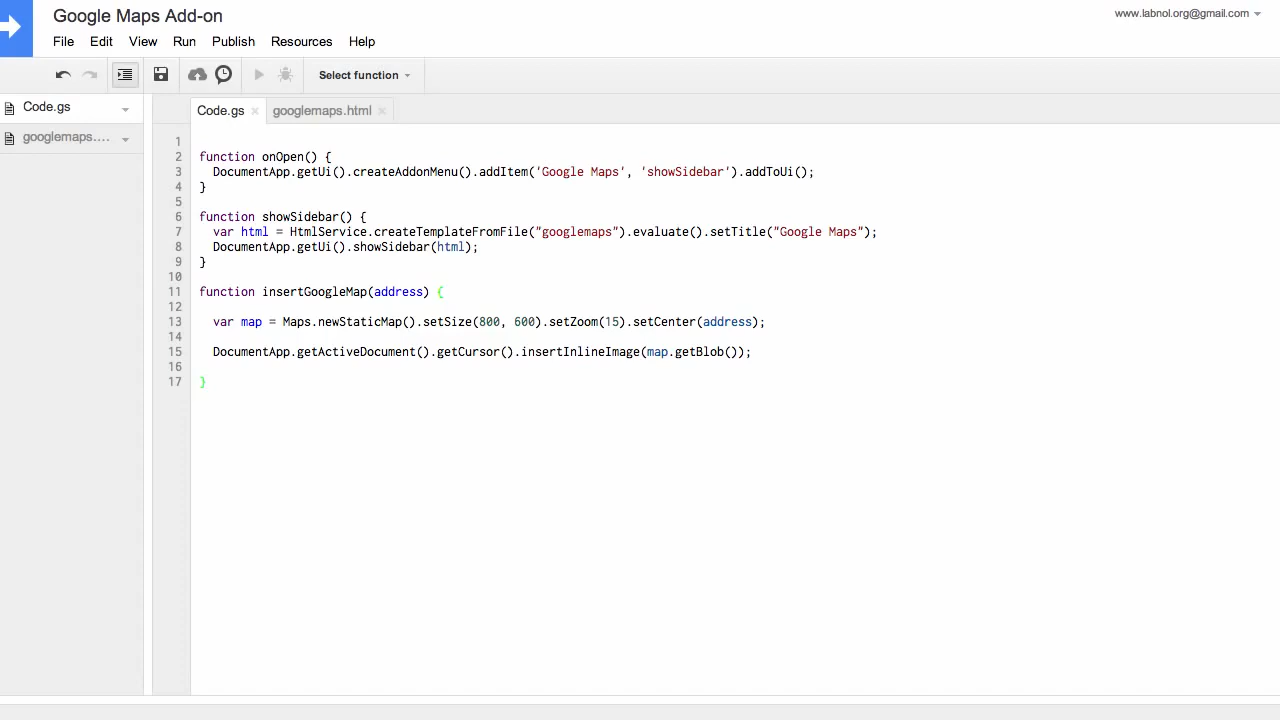 Google Maps Add-on
www.labnol.org@gmail.com
File Edit View Run Publish Resources Help
Select function
Code.gs
googlemaps....
Code.gs googlemaps.html
1
2 function onOpen() {
3 DocumentApp.getUi().createAddonMenu().addItem('Google Maps', 'showSidebar').addToUi();
4 }
5
6 function showSidebar() {
7 var html = HtmlService.createTemplateFromFile("googlemaps").evaluate().setTitle("Google Maps");
8 DocumentApp.getUi().showSidebar(html);
9 }
10
11 function insertGoogleMap(address) {
12
13 var map = Maps.newStaticMap().setSize(800, 600).setZoom(15).setCenter(address);
14
15 DocumentApp.getActiveDocument().getCursor().insertInlineImage(map.getBlob());
16
17 }